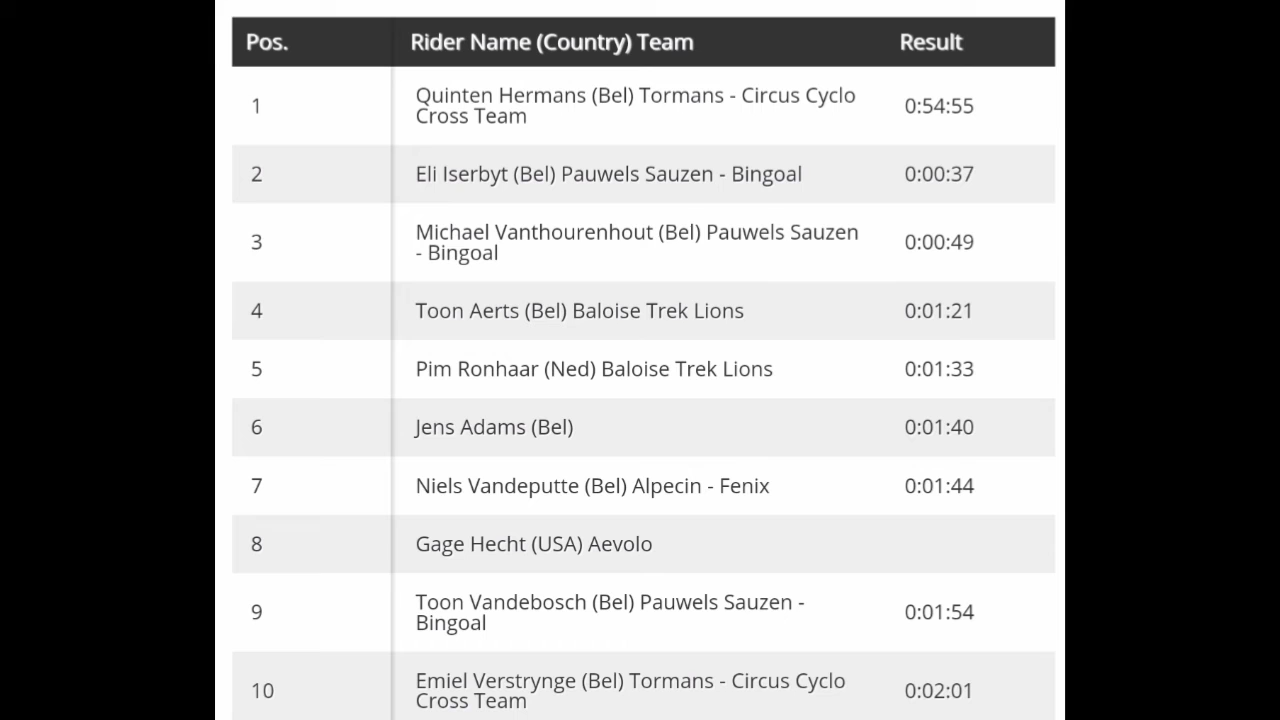 Pos. Rider Name (Country) Team Result
1 Quinten Hermans (Bel) Tormans - Circus Cyclo 0:54:55
Cross Team
2 Eli Iserbyt (Bel) Pauwels Sauzen - Bingoal 0:00:37
3 Michael Vanthourenhout (Bel) Pauwels Sauzen 0:00:49
- Bingoal
4 Toon Aerts (Bel) Baloise Trek Lions 0:01:21
5 Pim Ronhaar (Ned) Baloise Trek Lions 0:01:33
6 Jens Adams (Bel) 0:01:40
7 Niels Vandeputte (Bel) Alpecin - Fenix 0:01:44
8 Gage Hecht (USA) Aevolo
9 Toon Vandebosch (Bel) Pauwels Sauzen - 0:01:54
Bingoal
10 Emiel Verstrynge (Bel) Tormans - Circus Cyclo 0:02:01
Cross Team